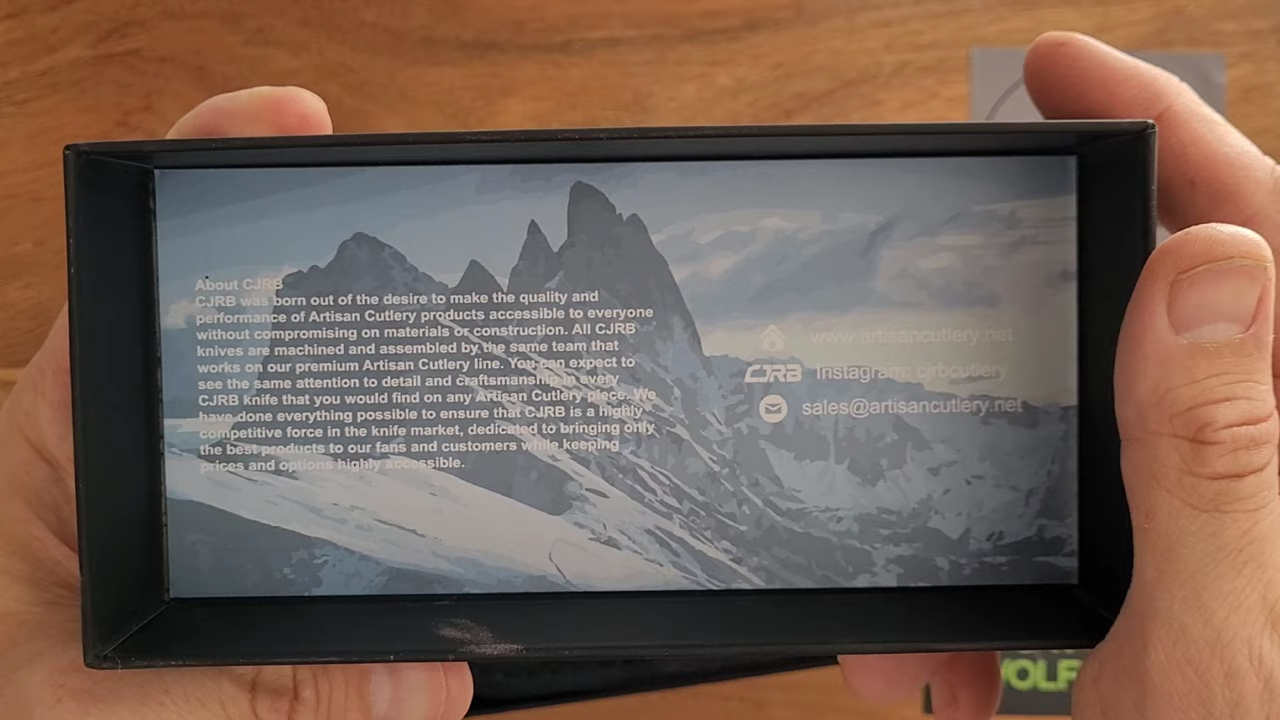 About CJRB
CJRB was born out of the desire to make the quality and
performance of Artisan Cutlery products accessible to everyone
without compromising on materials or construction. All CJRB
knives are machined and assembled by the same team that
works on our premium Artisan Cutlery line. You can expect to
see the same attention to detail and craftsmanship in every
CJRB knife that you would find on any Artisan Cutlery piece. We
have done everything possible to ensure that CJRB is a highly
competitive force in the knife market, dedicated to bringing only
the best products to our fans and customers while keeping
prices and options highly accessible.
www.artisancutlery.net
CJRB Instagram: cjrbcutlery
sales@artisancutlery.net